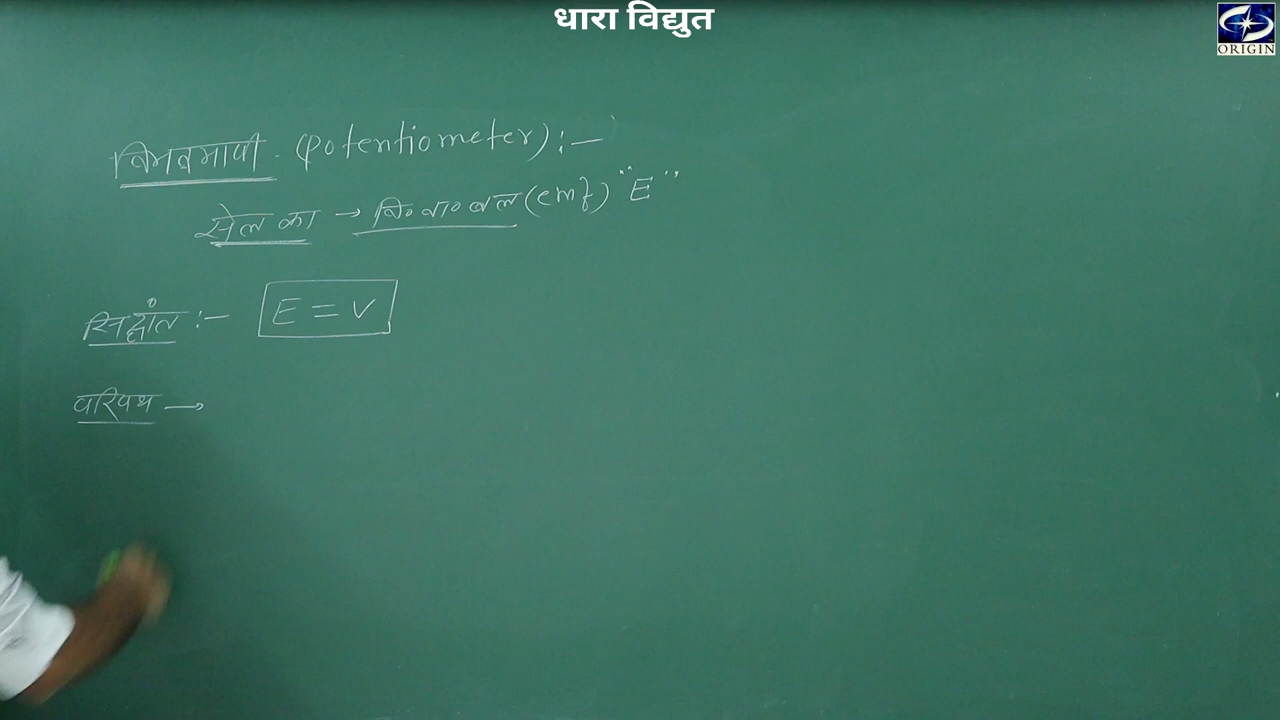 धारा विद्युत
ORIGIN
विभवमापी - (Potentiometer) :-
सेल का → वि० वा० बल (emf) "E"
सिद्धांत :- E = V
परिपथ →